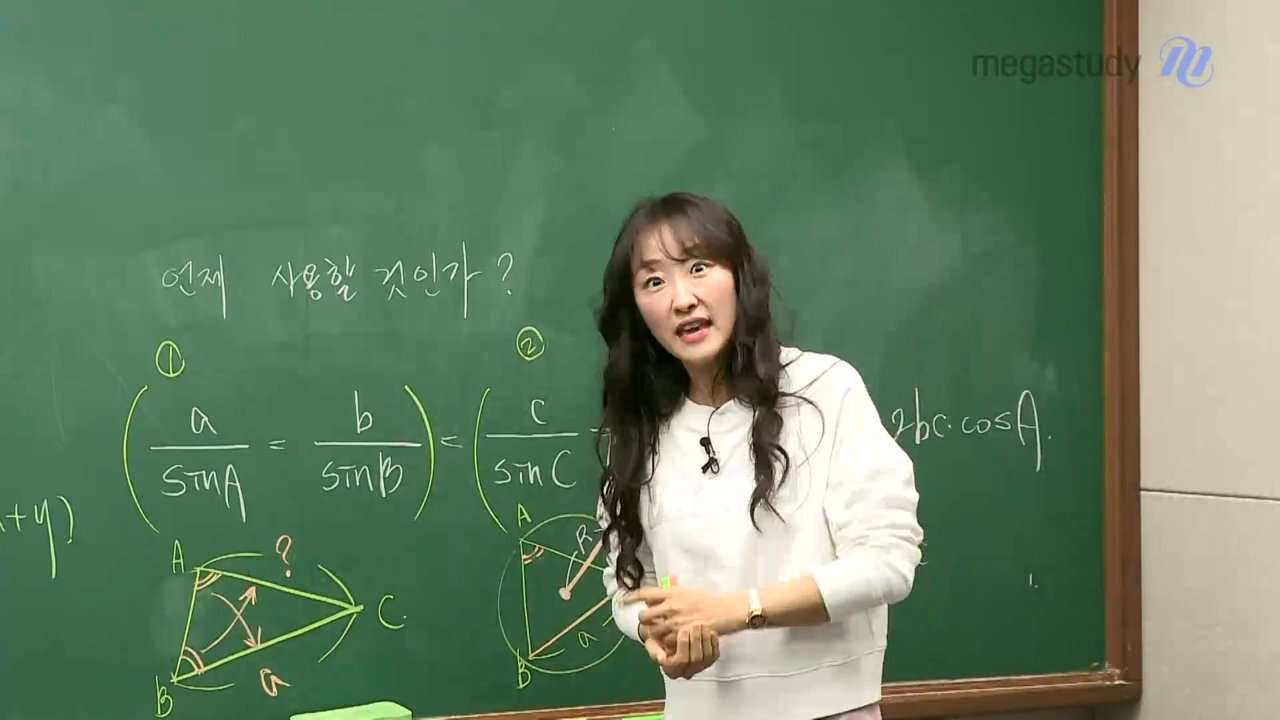 megastudy
언제 사용할 것인가?
① ②
( a/sinA = b/sinB ) = ( c/sinC 2bc·cosA.
+y)
A ? C. B a
A R B a